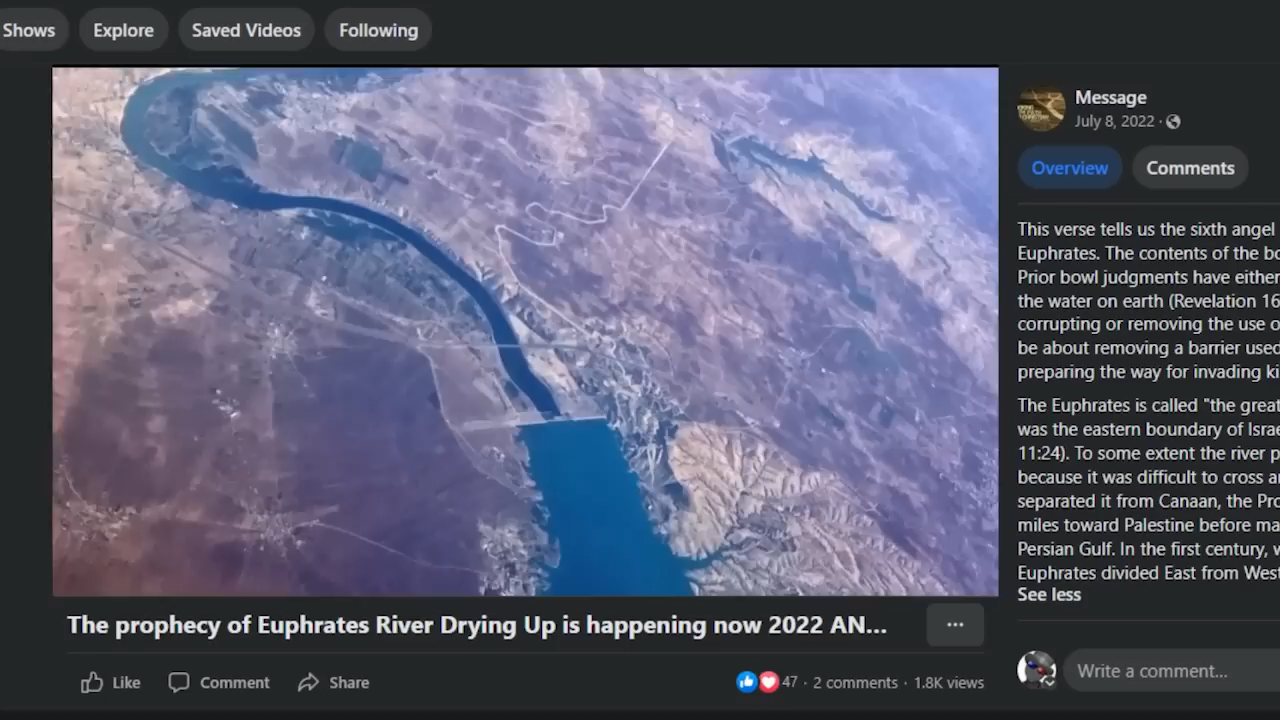 Shows
Explore
Saved Videos
Following
Message
July 8, 2022 ·
Overview
Comments
This verse tells us the sixth angel
Euphrates. The contents of the bo
Prior bowl judgments have either
the water on earth (Revelation 16
corrupting or removing the use o
be about removing a barrier used
preparing the way for invading ki
The Euphrates is called "the great
was the eastern boundary of Israe
11:24). To some extent the river p
because it was difficult to cross a
separated it from Canaan, the Pro
miles toward Palestine before ma
Persian Gulf. In the first century, w
Euphrates divided East from West
See less
The prophecy of Euphrates River Drying Up is happening now 2022 AN...
Like
Comment
Share
47 · 2 comments · 1.8K views
Write a comment...